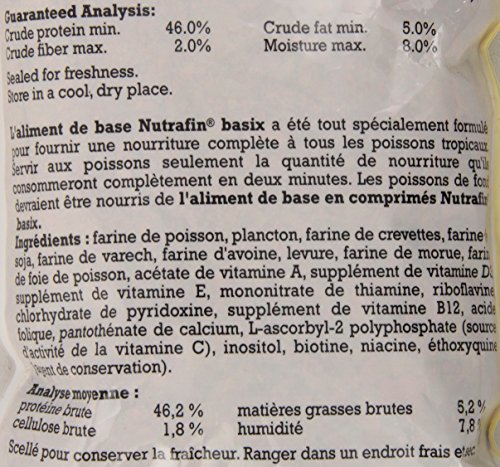 Guaranteed Analysis:
Crude protein min. 46.0% Crude fat min. 5.0%
Crude fiber max. 2.0% Moisture max. 8.0%
Sealed for freshness.
Store in a cool, dry place.
L'aliment de base Nutrafin® basix a été tout spécialement formulé
pour fournir une nourriture complète à tous les poissons tropicaux
Servir aux poissons seulement la quantité de nourriture qu'ils
consommeront complètement en deux minutes. Les poissons de fond
devraient être nourris de l'aliment de base en comprimés Nutrafin
basix.
Ingrédients : farine de poisson, plancton, farine de crevettes, farine
soja, farine de varech, farine d'avoine, levure, farine de morue, farin
de foie de poisson, acétate de vitamine A, supplément de vitamine D
supplément de vitamine E, mononitrate de thiamine, riboflavine
chlorhydrate de pyridoxine, supplément de vitamine B12, acide
folique, pantothénate de calcium, L-ascorbyl-2 polyphosphate (source
d'activité de la vitamine C), inositol, biotine, niacine, éthoxyquine
(agent de conservation).
Analyse moyenne :
protéine brute 46,2 % matières grasses brutes 5,2 %
cellulose brute 1,8 % humidité 7,8 %
Scellé pour conserver la fraîcheur. Ranger dans un endroit frais et sec